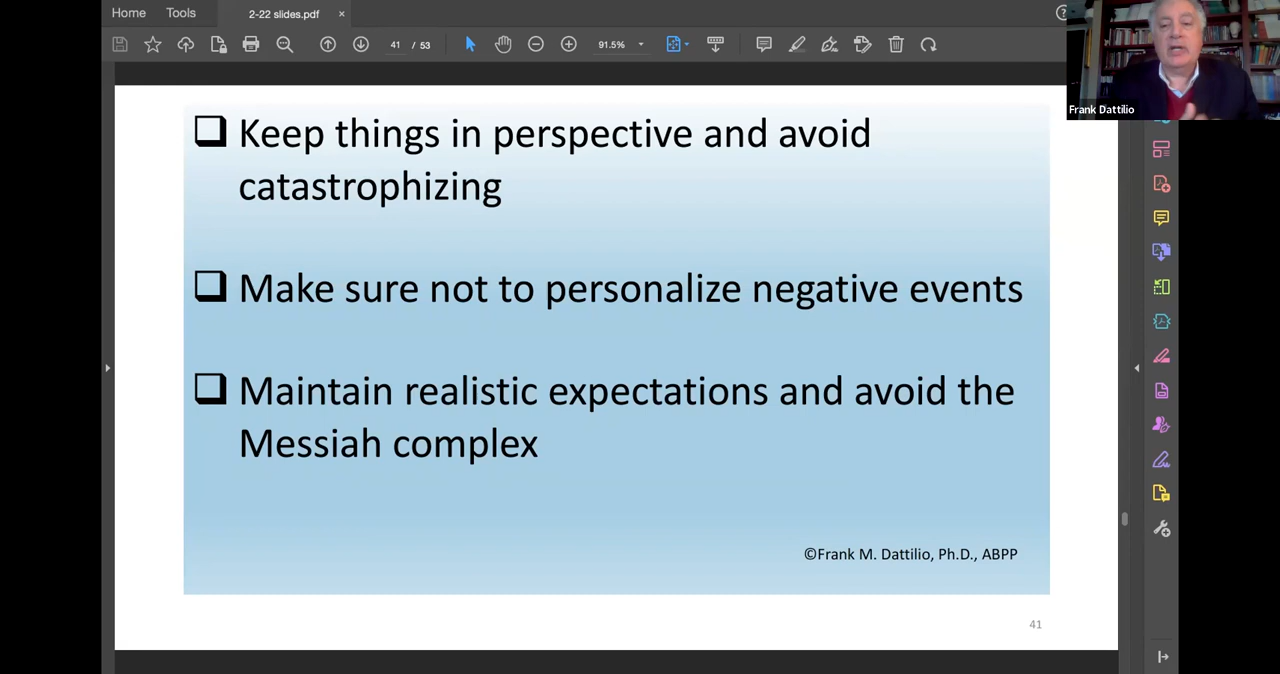 Home Tools 2-22 slides.pdf ×
41 / 53 91.5%
Frank Dattilio
Keep things in perspective and avoid
catastrophizing
Make sure not to personalize negative events
Maintain realistic expectations and avoid the
Messiah complex
©Frank M. Dattilio, Ph.D., ABPP
41